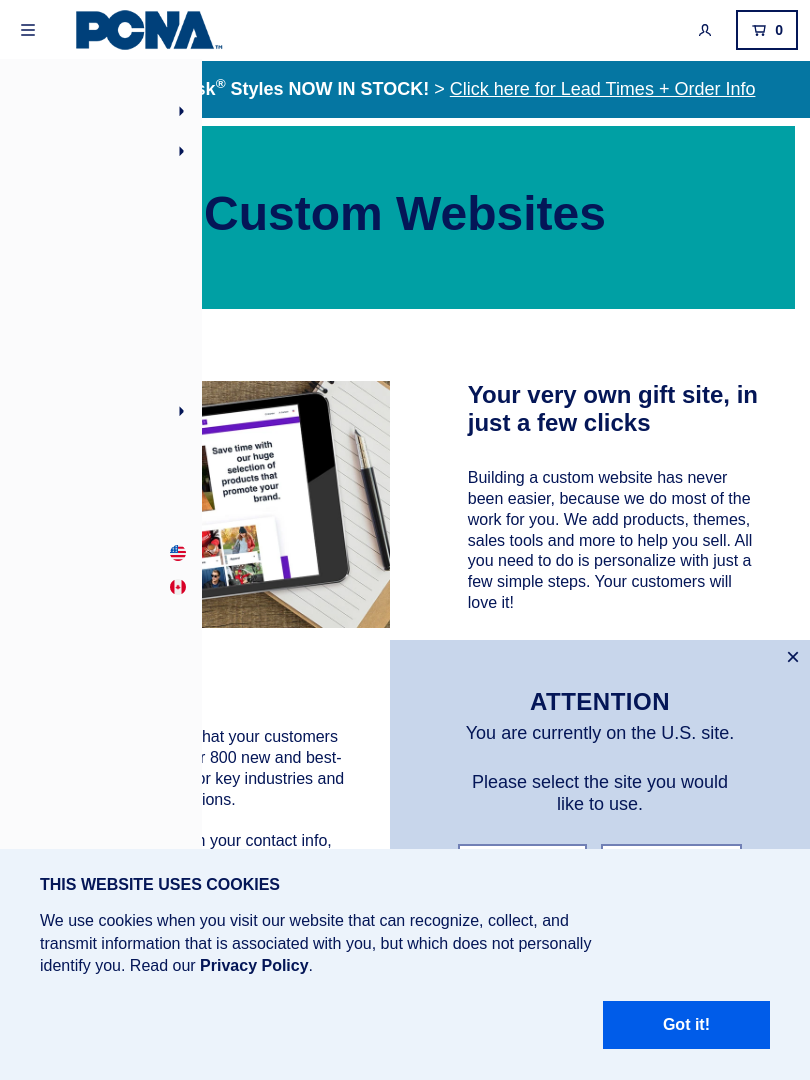 PCNA™
0
sk® Styles NOW IN STOCK! > Click here for Lead Times + Order Info
Custom Websites
Save time with
our huge
selection of
products that
promote your
brand.
Your very own gift site, in
just a few clicks
Building a custom website has never
been easier, because we do most of the
work for you. We add products, themes,
sales tools and more to help you sell. All
you need to do is personalize with just a
few simple steps. Your customers will
love it!
hat your customers
r 800 new and best-
or key industries and
ions.
n your contact info,
ATTENTION
You are currently on the U.S. site.
Please select the site you would
like to use.
THIS WEBSITE USES COOKIES
We use cookies when you visit our website that can recognize, collect, and
transmit information that is associated with you, but which does not personally
identify you. Read our Privacy Policy.
Got it!